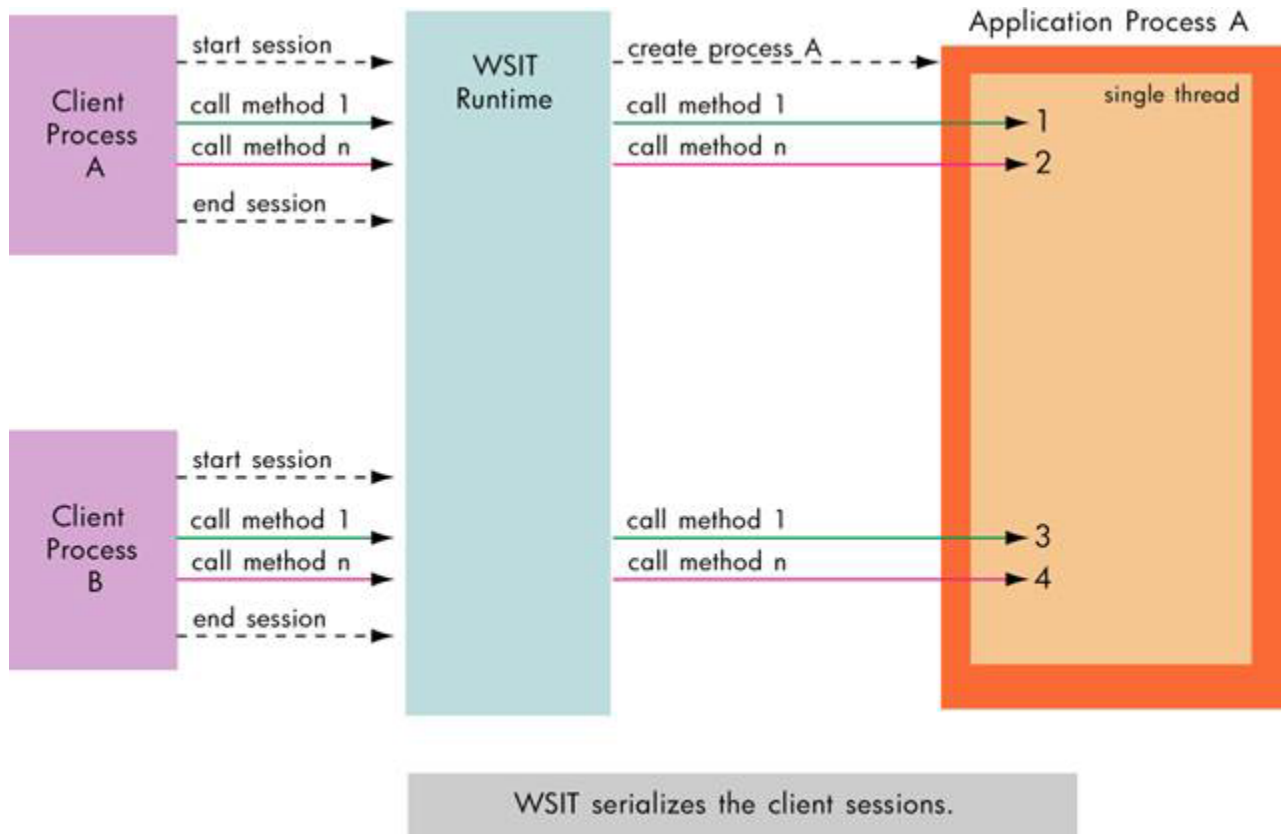 Application Process A
start session
create process A
WSIT
Runtime
single thread
Client
Process
A
call method 1
call method 1
1
call method n
call method n
2
end session
start session
Client
Process
B
call method 1
call method 1
3
call method n
call method n
4
end session
WSIT serializes the client sessions.